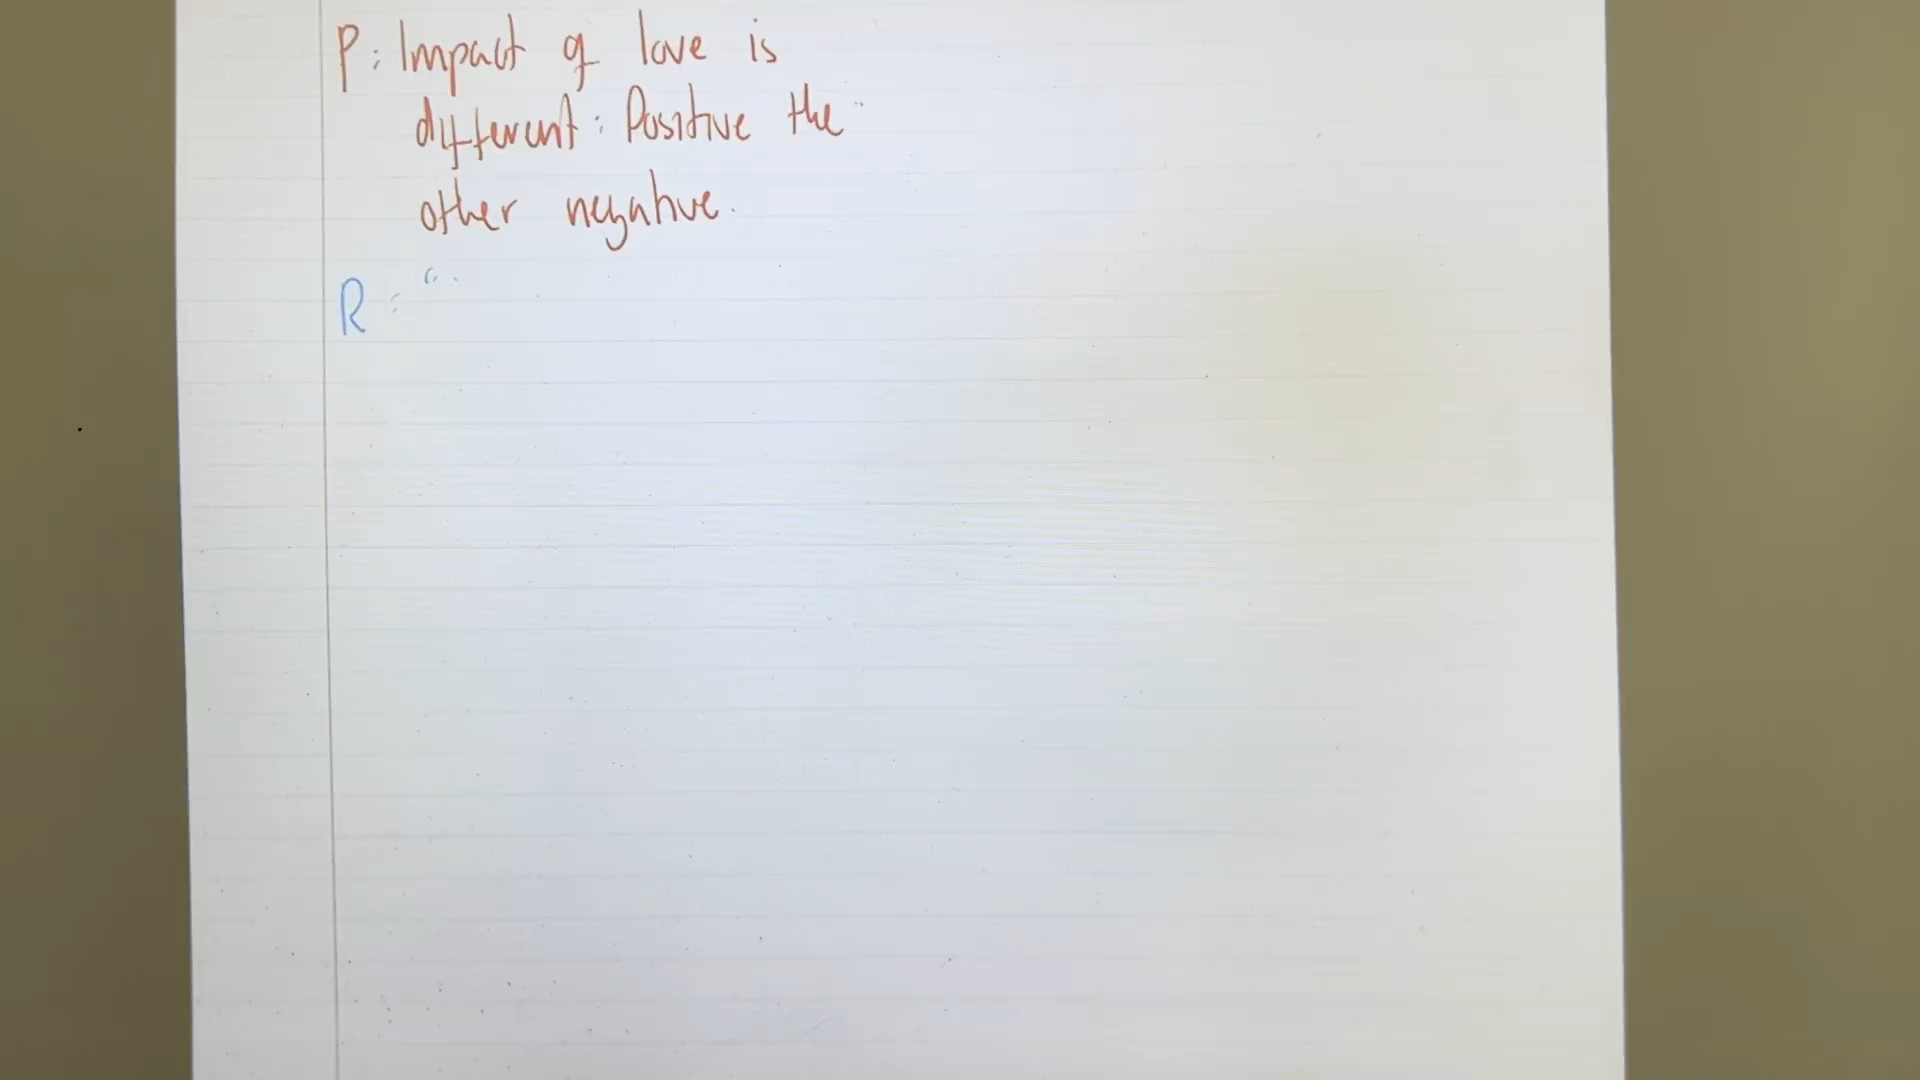 P: Impact of love is
different: Positive the
other negative.
R: "